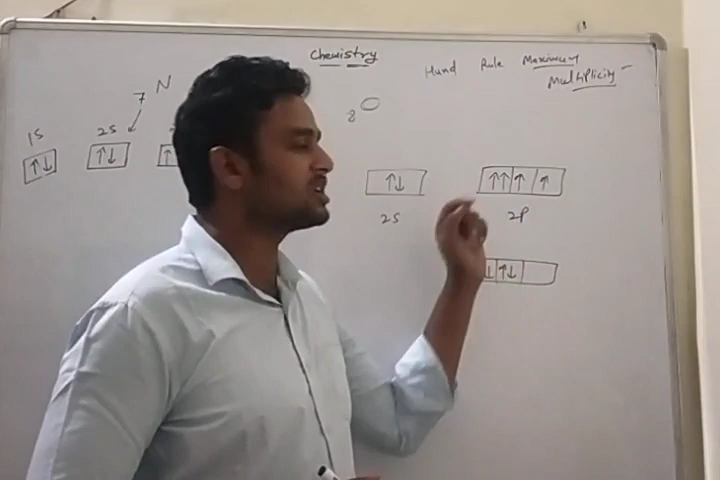 Chemistry
Hund Rule Maximum
Multiplicity
7 N
8 O
1S
2S
↑↓
↑↓
↑
↑↓
↑↑ ↑ ↑
2S
2P
↓ ↑↓